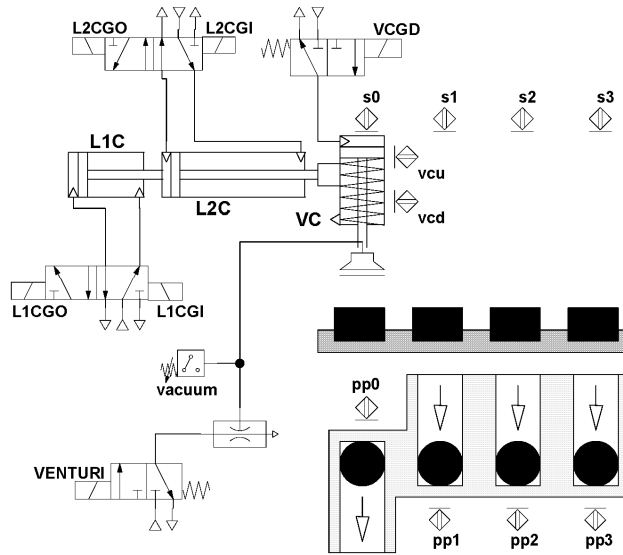 L2CGO L2CGI VCGD
s0 s1 s2 s3
L1C
vcu
L2C
VC vcd
L1CGO L1CGI
vacuum
pp0
VENTURI
pp1 pp2 pp3